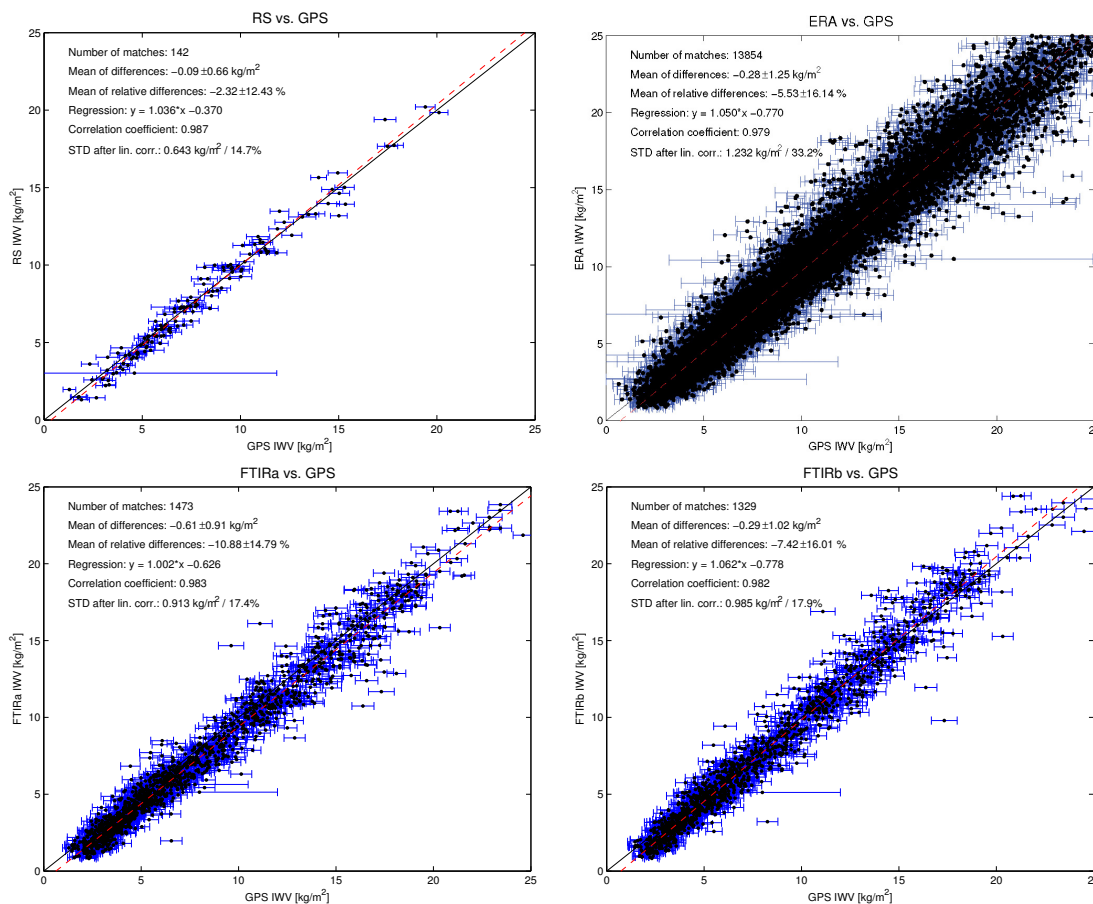 RS vs. GPS
Number of matches: 142
Mean of differences: −0.09±0.66 kg/m²
Mean of relative differences: −2.32±12.43 %
Regression: y = 1.036*x −0.370
Correlation coefficient: 0.987
STD after lin. corr.: 0.643 kg/m² / 14.7%
RS IWV [kg/m²]
25
20
15
10
5
0
0 5 10 15 20 25
GPS IWV [kg/m²]
ERA vs. GPS
Number of matches: 13854
Mean of differences: −0.28±1.25 kg/m²
Mean of relative differences: −5.53±16.14 %
Regression: y = 1.050*x −0.770
Correlation coefficient: 0.979
STD after lin. corr.: 1.232 kg/m² / 33.2%
ERA IWV [kg/m²]
25
20
15
10
5
0
0 5 10 15 20 25
GPS IWV [kg/m²]
FTIRa vs. GPS
Number of matches: 1473
Mean of differences: −0.61±0.91 kg/m²
Mean of relative differences: −10.88±14.79 %
Regression: y = 1.002*x −0.626
Correlation coefficient: 0.983
STD after lin. corr.: 0.913 kg/m² / 17.4%
FTIRa IWV [kg/m²]
25
20
15
10
5
0
0 5 10 15 20 25
GPS IWV [kg/m²]
FTIRb vs. GPS
Number of matches: 1329
Mean of differences: −0.29±1.02 kg/m²
Mean of relative differences: −7.42±16.01 %
Regression: y = 1.062*x −0.778
Correlation coefficient: 0.982
STD after lin. corr.: 0.985 kg/m² / 17.9%
FTIRb IWV [kg/m²]
25
20
15
10
5
0
0 5 10 15 20 25
GPS IWV [kg/m²]